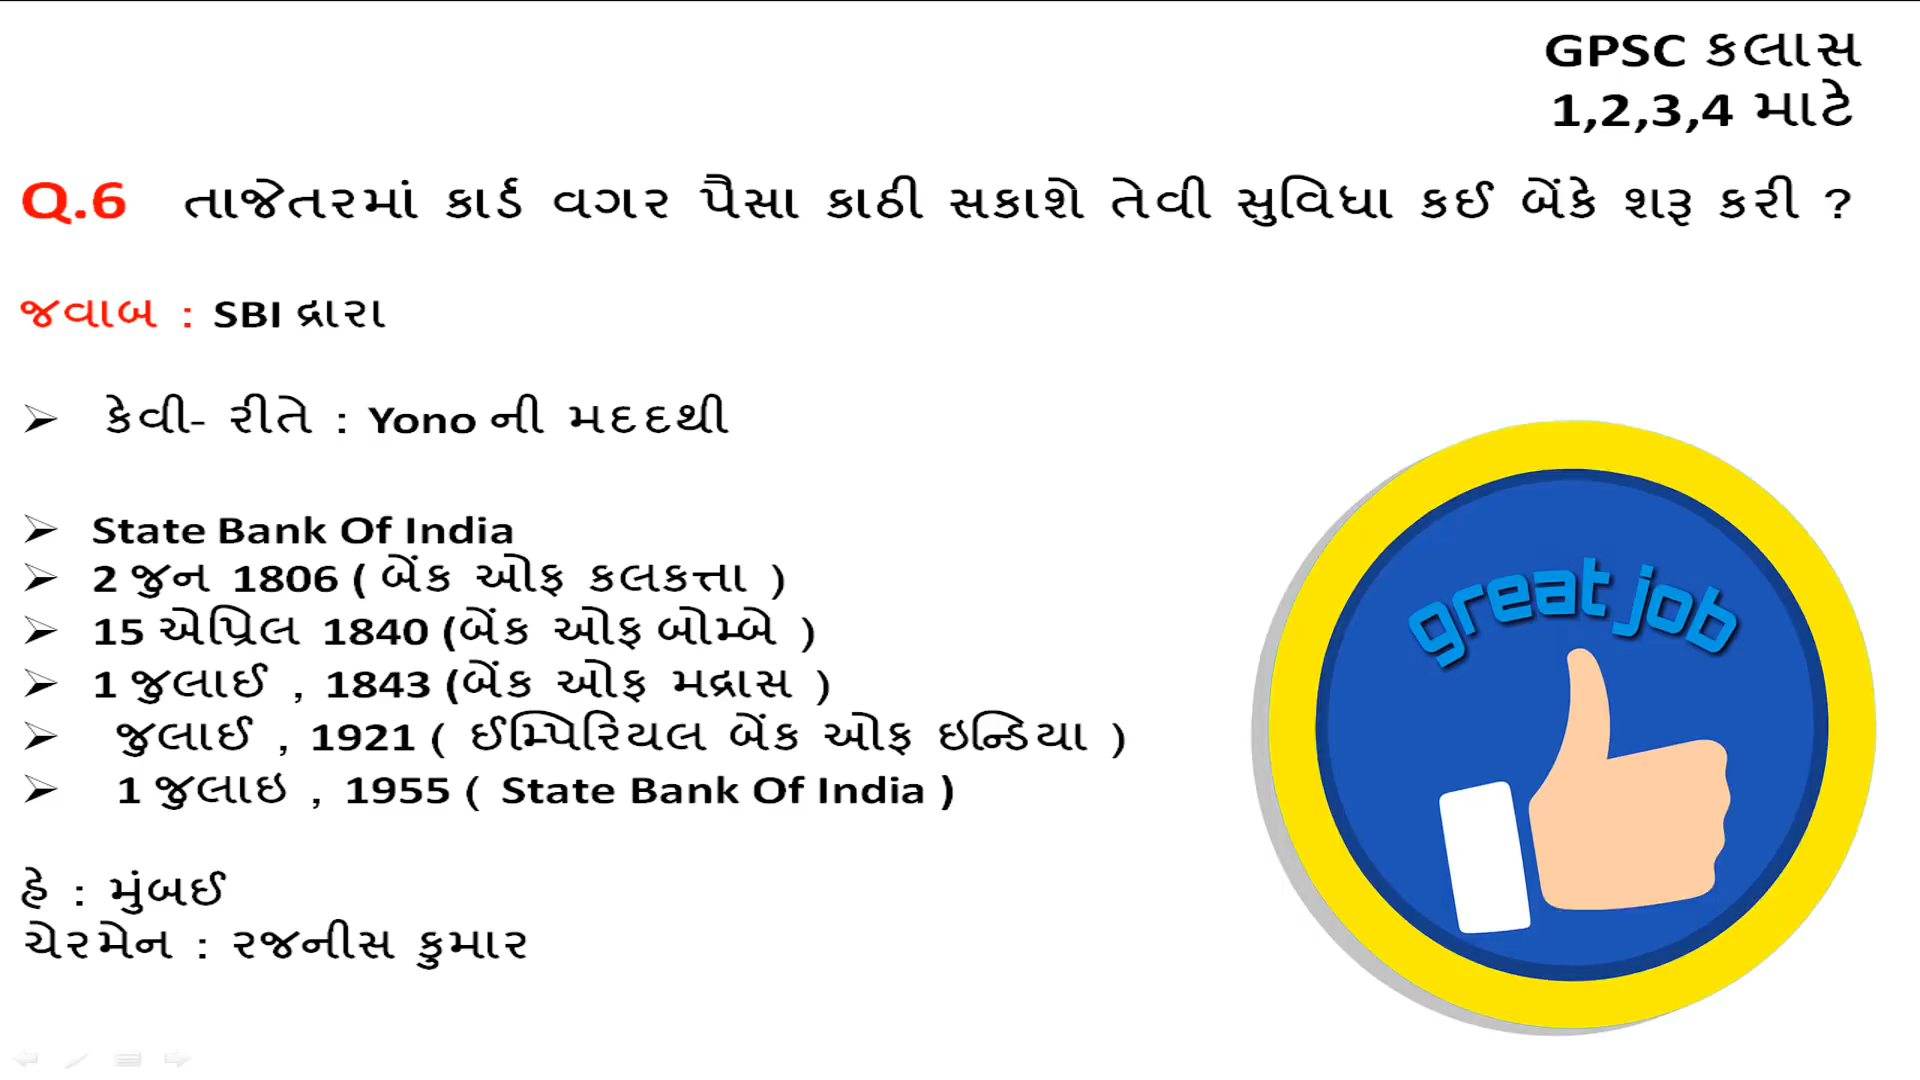 GPSC કલાસ
1,2,3,4 માટે
Q.6 તાજેતરમાં કાર્ડ વગર પૈસા કાઠી સકાશે તેવી સુવિધા કઈ બેંકે શરૂ કરી ?
જવાબ : SBI દ્રારા
➢ કેવી- રીતે : Yono ની મદદથી
➢ State Bank Of India
➢ 2 જુન 1806 ( બેંક ઓફ કલકત્તા )
➢ 15 એપ્રિલ 1840 (બેંક ઓફ બોમ્બે )
➢ 1 જુલાઈ , 1843 (બેંક ઓફ મદ્રાસ )
➢ જુલાઈ , 1921 ( ઈમ્પિરિયલ બેંક ઓફ ઇન્ડિયા )
➢ 1 જુલાઇ , 1955 ( State Bank Of India )
હે : મુંબઈ
ચેરમેન : રજનીસ કુમાર
great job